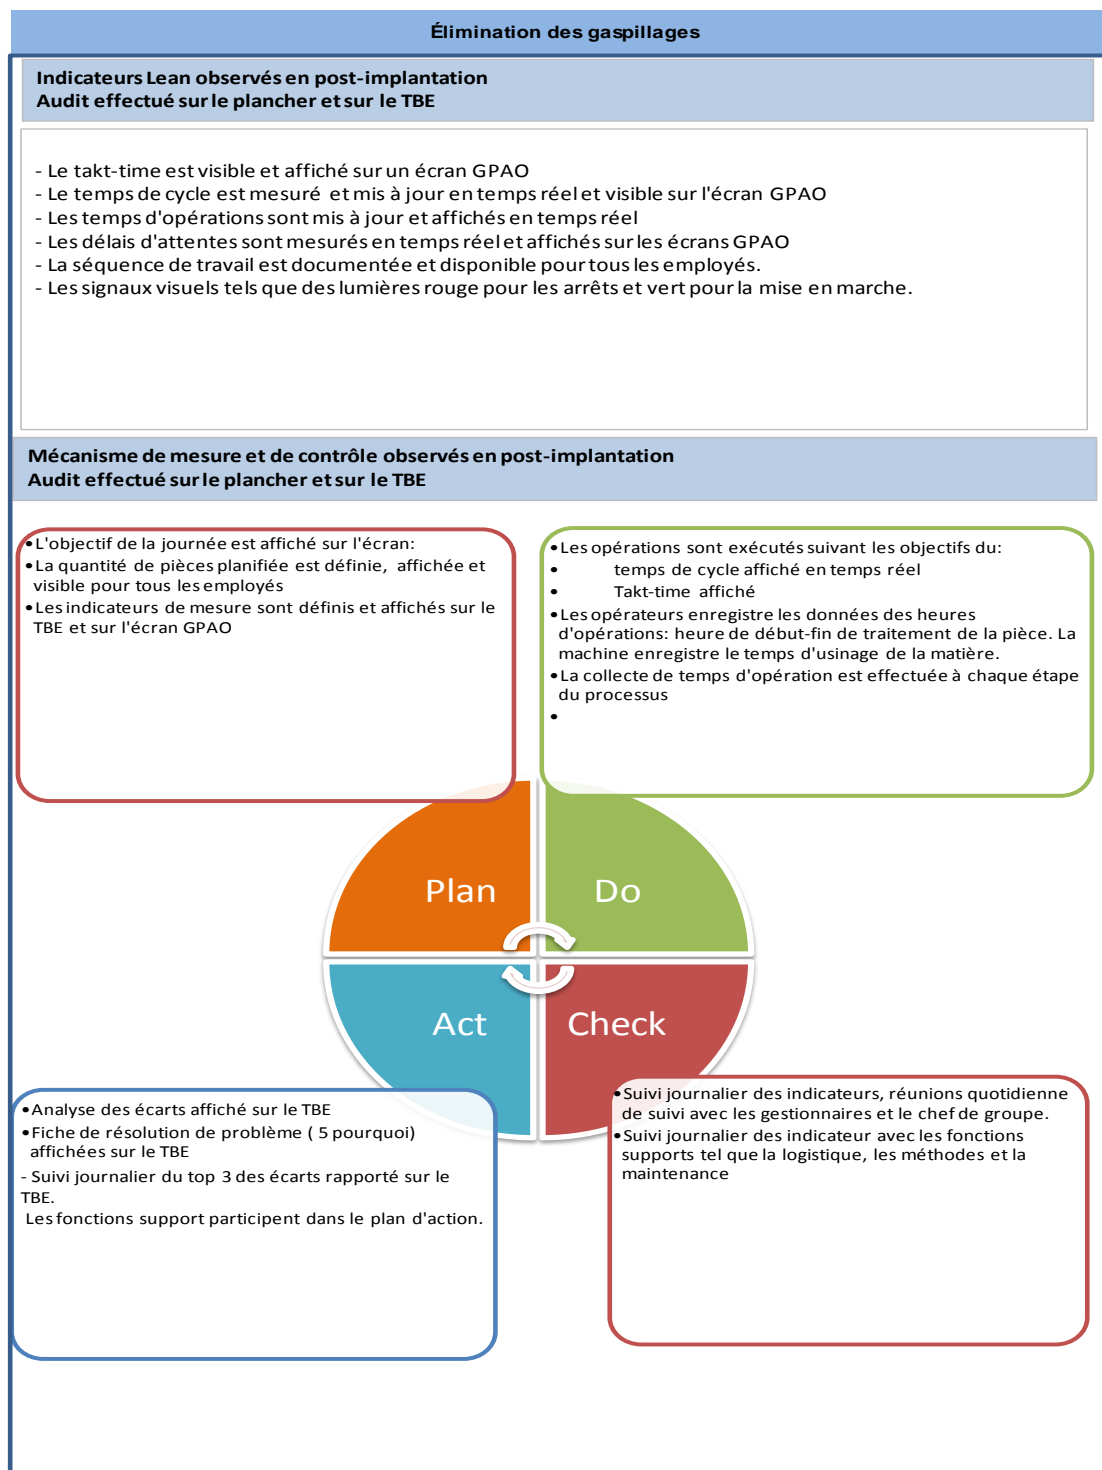 Élimination des gaspillages
Indicateurs Lean observés en post-implantation
Audit effectué sur le plancher et sur le TBE
- Le takt-time est visible et affiché sur un écran GPAO
- Le temps de cycle est mesuré et mis à jour en temps réel et visible sur l'écran GPAO
- Les temps d'opérations sont mis à jour et affichés en temps réel
- Les délais d'attentes sont mesurés en temps réel et affichés sur les écrans GPAO
- La séquence de travail est documentée et disponible pour tous les employés.
- Les signaux visuels tels que des lumières rouge pour les arrêts et vert pour la mise en marche.
Mécanisme de mesure et de contrôle observés en post-implantation
Audit effectué sur le plancher et sur le TBE
•L'objectif de la journée est affiché sur l'écran:
•La quantité de pièces planifiée est définie, affichée et
visible pour tous les employés
•Les indicateurs de mesure sont définis et affichés sur le
TBE et sur l'écran GPAO
•Les opérations sont exécutés suivant les objectifs du:
• temps de cycle affiché en temps réel
• Takt-time affiché
•Les opérateurs enregistre les données des heures
d'opérations: heure de début-fin de traitement de la pièce. La
machine enregistre le temps d'usinage de la matière.
•La collecte de temps d'opération est effectuée à chaque étape
du processus
•
Plan
Do
Act
Check
•Analyse des écarts affiché sur le TBE
•Fiche de résolution de problème ( 5 pourquoi)
affichées sur le TBE
- Suivi journalier du top 3 des écarts rapporté sur le
TBE.
Les fonctions support participent dans le plan d'action.
•Suivi journalier des indicateurs, réunions quotidienne
de suivi avec les gestionnaires et le chef de groupe.
•Suivi journalier des indicateur avec les fonctions
supports tel que la logistique, les méthodes et la
maintenance